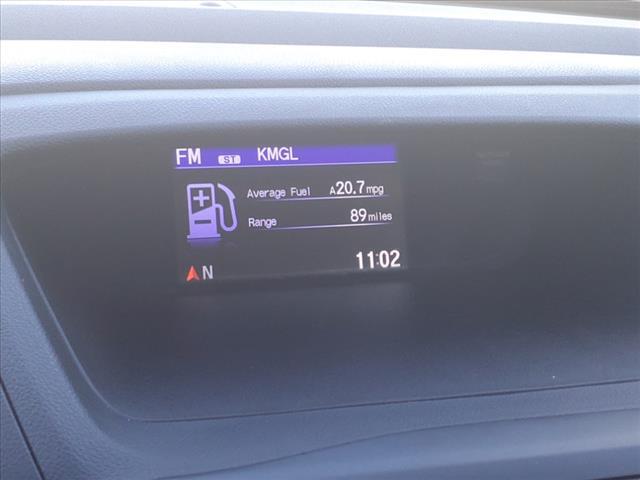 FM ST KMGL
Average Fuel A20.7mpg
Range 89miles
N 11:02